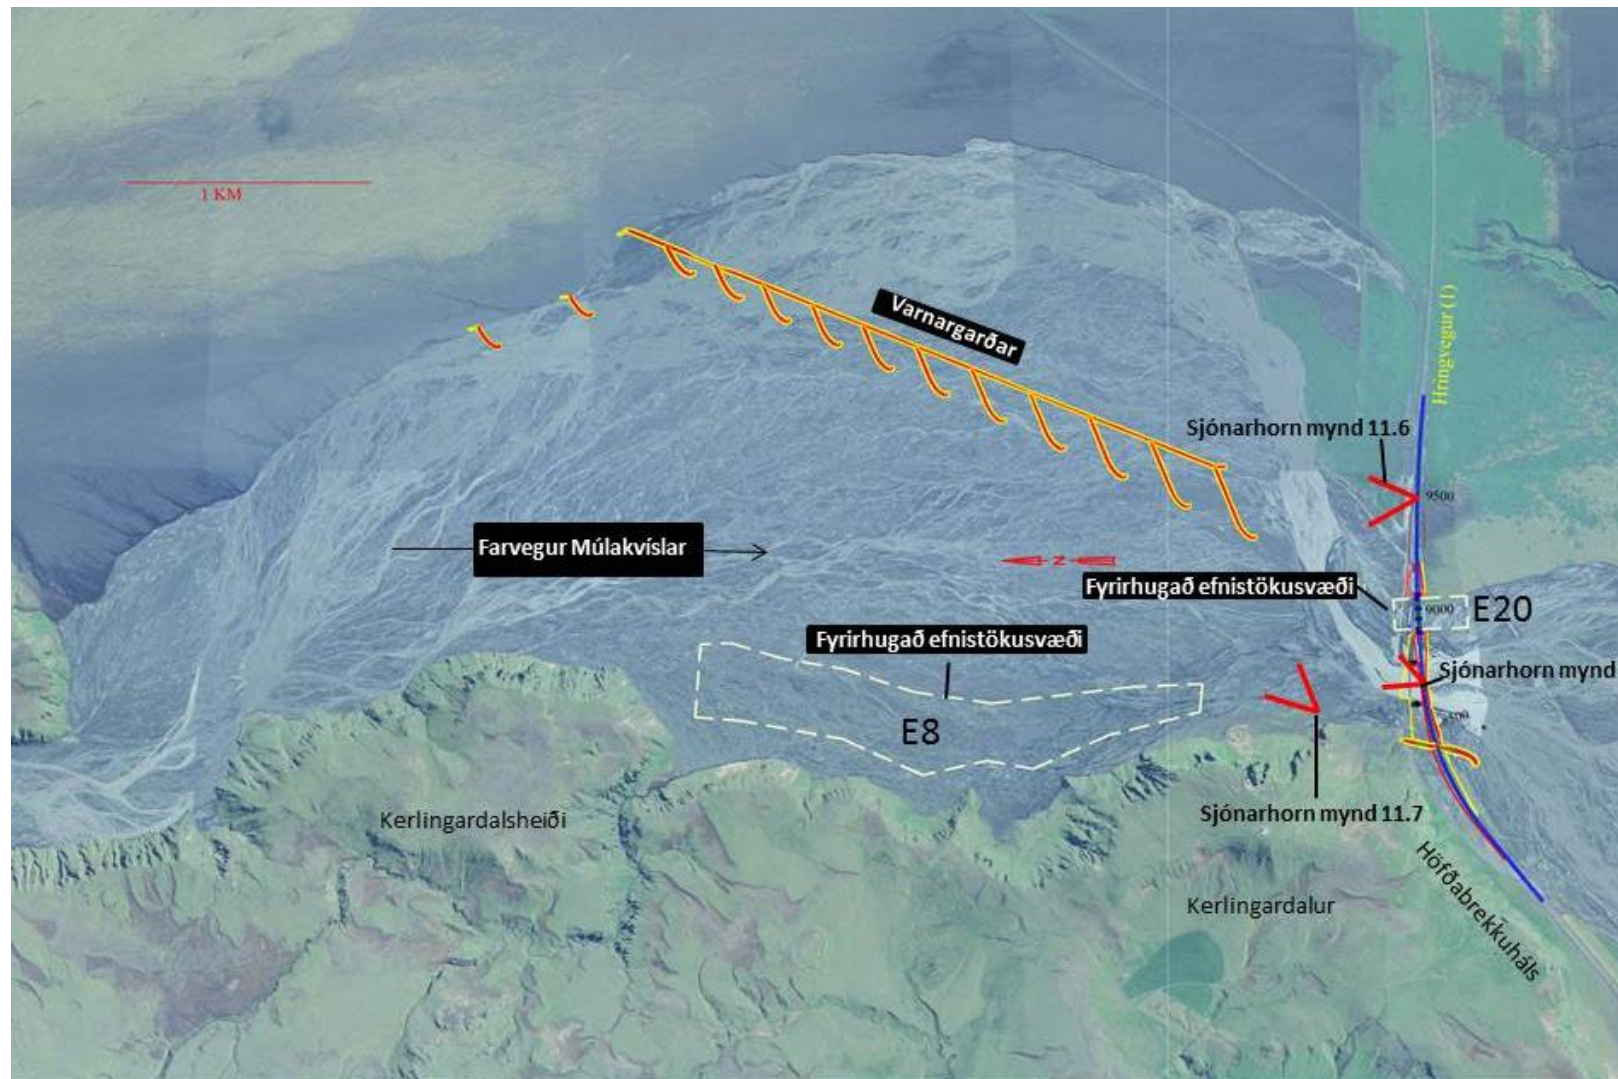 1 KM
Varnargarðar
Hringvegur (1)
Sjónarhorn mynd 11.6
9500
Farvegur Múlakvíslar
N
Fyrirhugað efnistökusvæði
E20
9000
Fyrirhugað efnistökusvæði
Sjónarhorn mynd
E8
Sjónarhorn mynd 11.7
Kerlingardalsheiði
Kerlingardalur
Höfðabrekkuháls